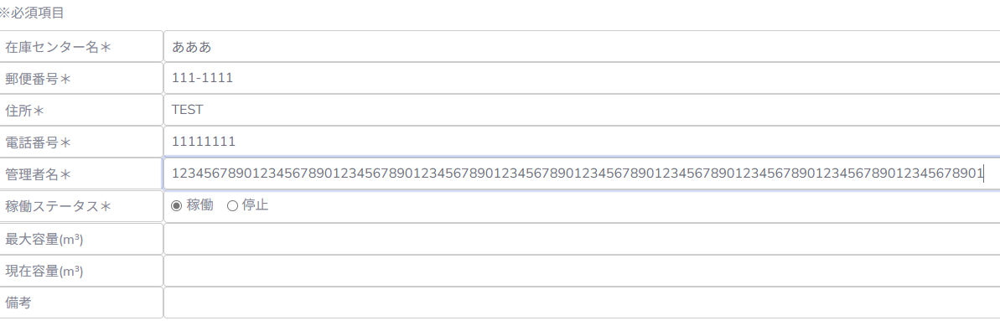 ※必須項目
在庫センター名＊ あああ
郵便番号＊ 111-1111
住所＊ TEST
電話番号＊ 11111111
管理者名＊ 12345678901234567890123456789012345678901234567890123456789012345678901234567890123456789012345678901
稼働ステータス＊ 稼働 停止
最大容量(m³)
現在容量(m³)
備考